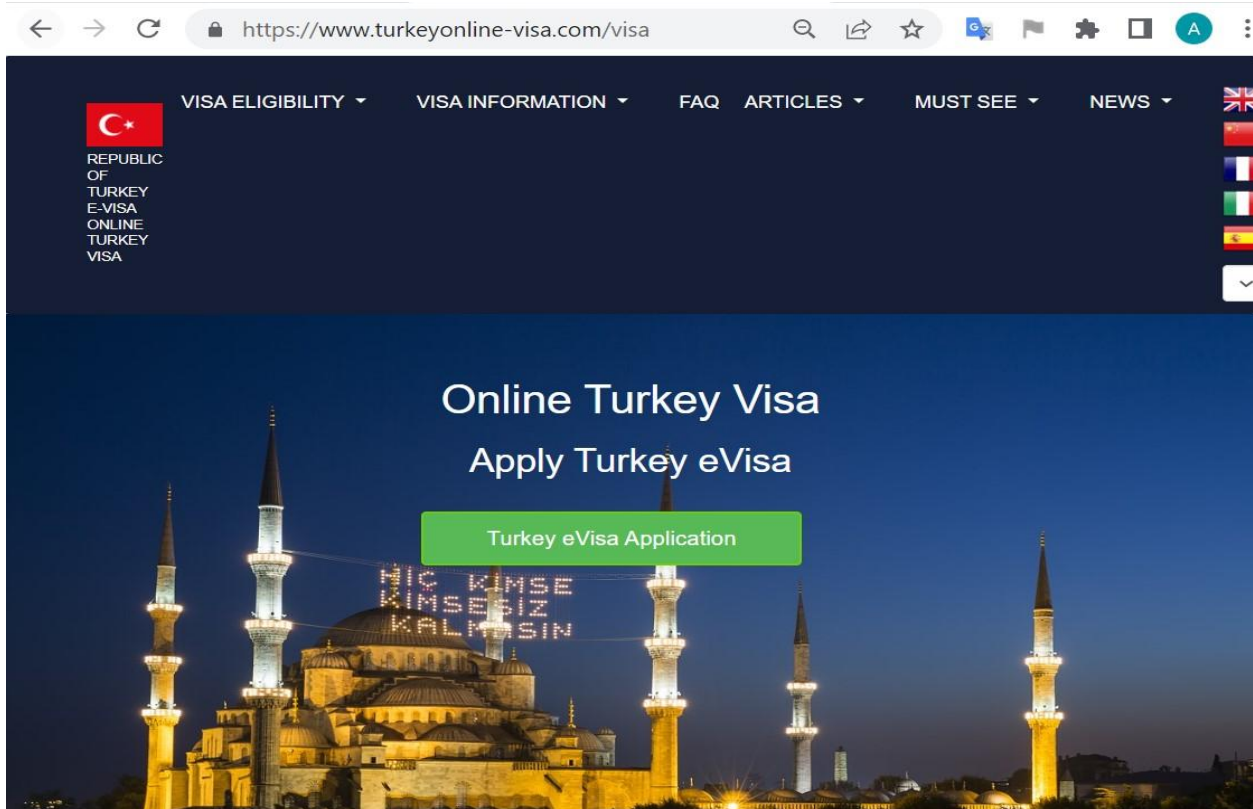 https://www.turkeyonline-visa.com/visa
A
VISA ELIGIBILITY
VISA INFORMATION
FAQ
ARTICLES
MUST SEE
NEWS
REPUBLIC
OF
TURKEY
E-VISA
ONLINE
TURKEY
VISA
Online Turkey Visa
Apply Turkey eVisa
Turkey eVisa Application
HİÇ KİMSE
KİMSESİZ
KALMASIN